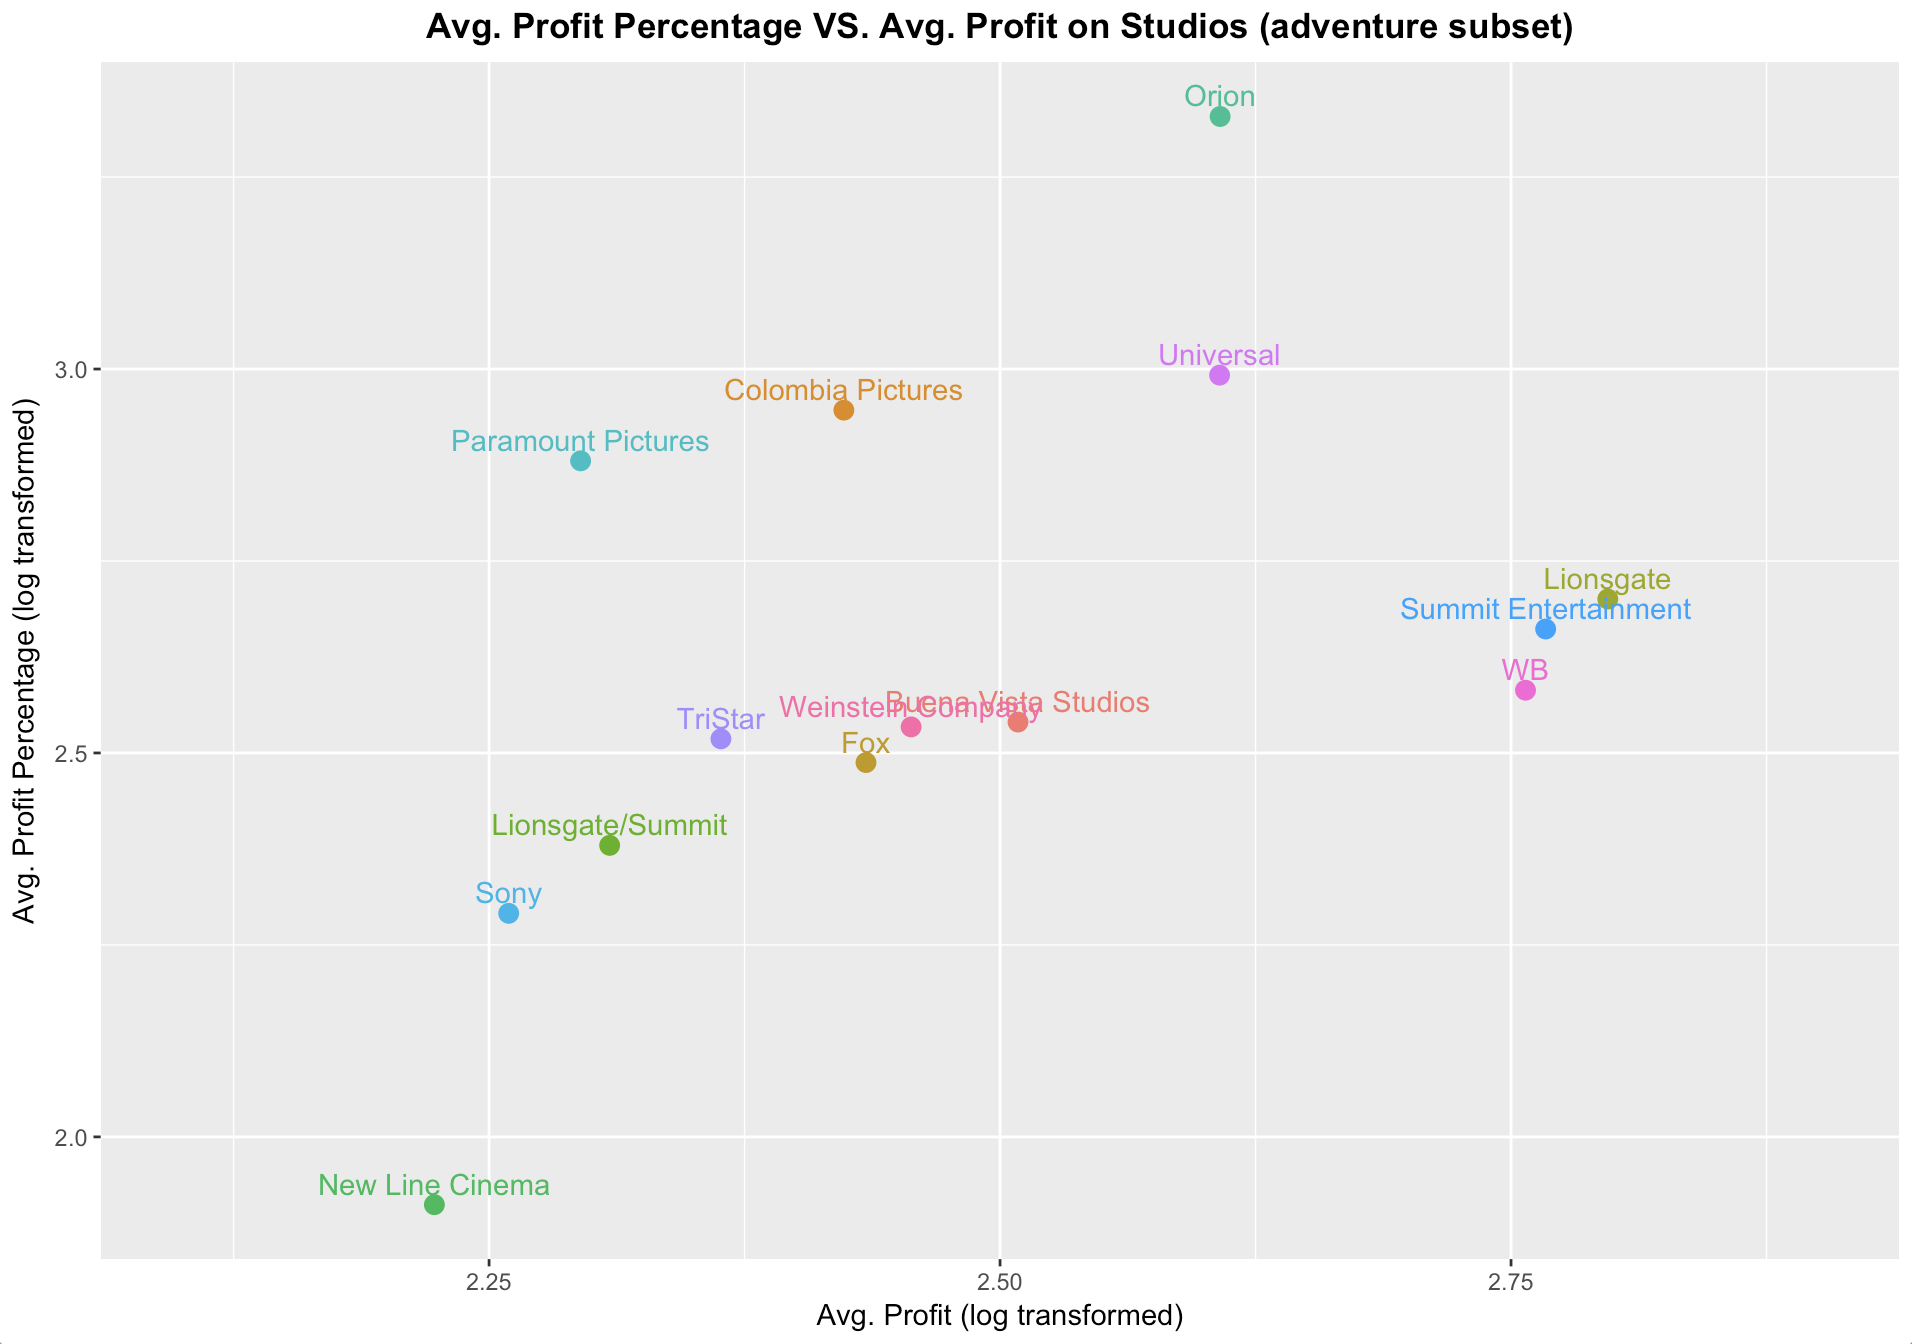 Avg. Profit Percentage VS. Avg. Profit on Studios (adventure subset)
Orion
Universal
3.0
Colombia Pictures
Paramount Pictures
Lionsgate
Summit Entertainment
WB
Buena Vista Studios
Weinstein Company
TriStar
Fox
2.5
Lionsgate/Summit
Sony
2.0
New Line Cinema
Avg. Profit Percentage (log transformed)
2.25
2.50
2.75
Avg. Profit (log transformed)